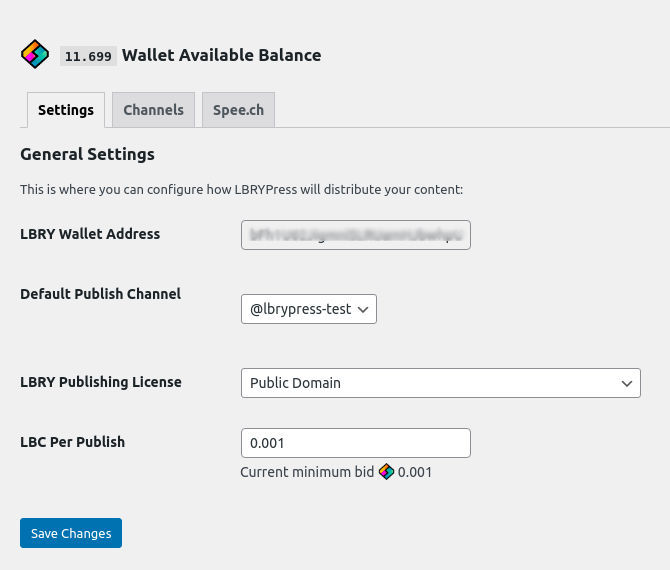 11.699 Wallet Available Balance
Settings Channels Spee.ch
General Settings
This is where you can configure how LBRYPress will distribute your content:
LBRY Wallet Address
Default Publish Channel
@lbrypress-test
LBRY Publishing License Public Domain
LBC Per Publish 0.001
Current minimum bid 0.001
Save Changes